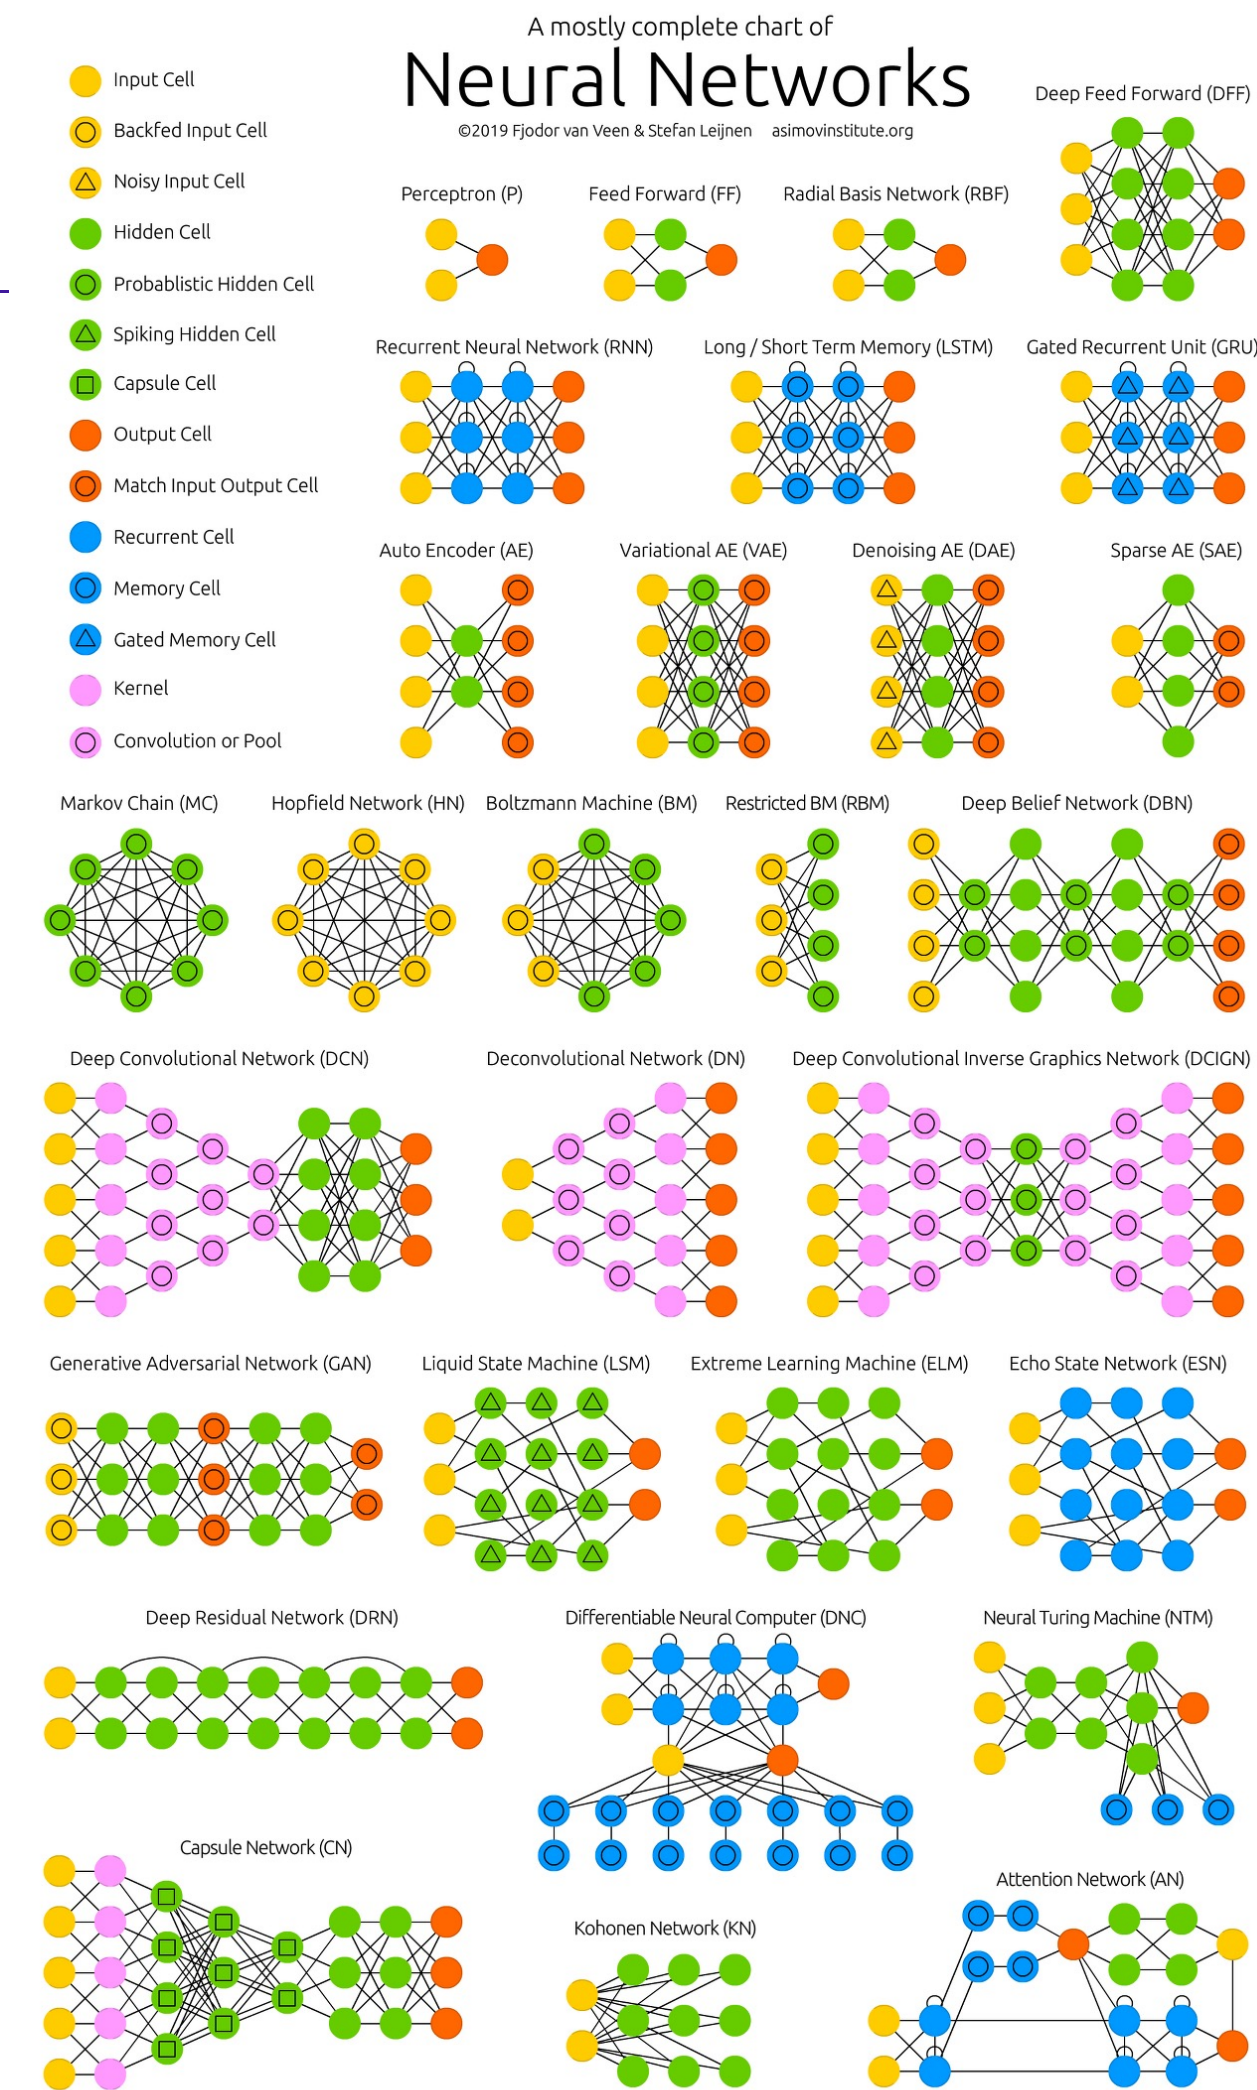 A mostly complete chart of
Neural Networks
©2019 Fjodor van Veen & Stefan Leijnen asimovinstitute.org
Input Cell
Backfed Input Cell
Noisy Input Cell
Hidden Cell
Probablistic Hidden Cell
Spiking Hidden Cell
Capsule Cell
Output Cell
Match Input Output Cell
Recurrent Cell
Memory Cell
Gated Memory Cell
Kernel
Convolution or Pool
Deep Feed Forward (DFF)
Perceptron (P)
Feed Forward (FF)
Radial Basis Network (RBF)
Recurrent Neural Network (RNN)
Long / Short Term Memory (LSTM)
Gated Recurrent Unit (GRU)
Auto Encoder (AE)
Variational AE (VAE)
Denoising AE (DAE)
Sparse AE (SAE)
Markov Chain (MC)
Hopfield Network (HN)
Boltzmann Machine (BM)
Restricted BM (RBM)
Deep Belief Network (DBN)
Deep Convolutional Network (DCN)
Deconvolutional Network (DN)
Deep Convolutional Inverse Graphics Network (DCIGN)
Generative Adversarial Network (GAN)
Liquid State Machine (LSM)
Extreme Learning Machine (ELM)
Echo State Network (ESN)
Deep Residual Network (DRN)
Differentiable Neural Computer (DNC)
Neural Turing Machine (NTM)
Capsule Network (CN)
Kohonen Network (KN)
Attention Network (AN)